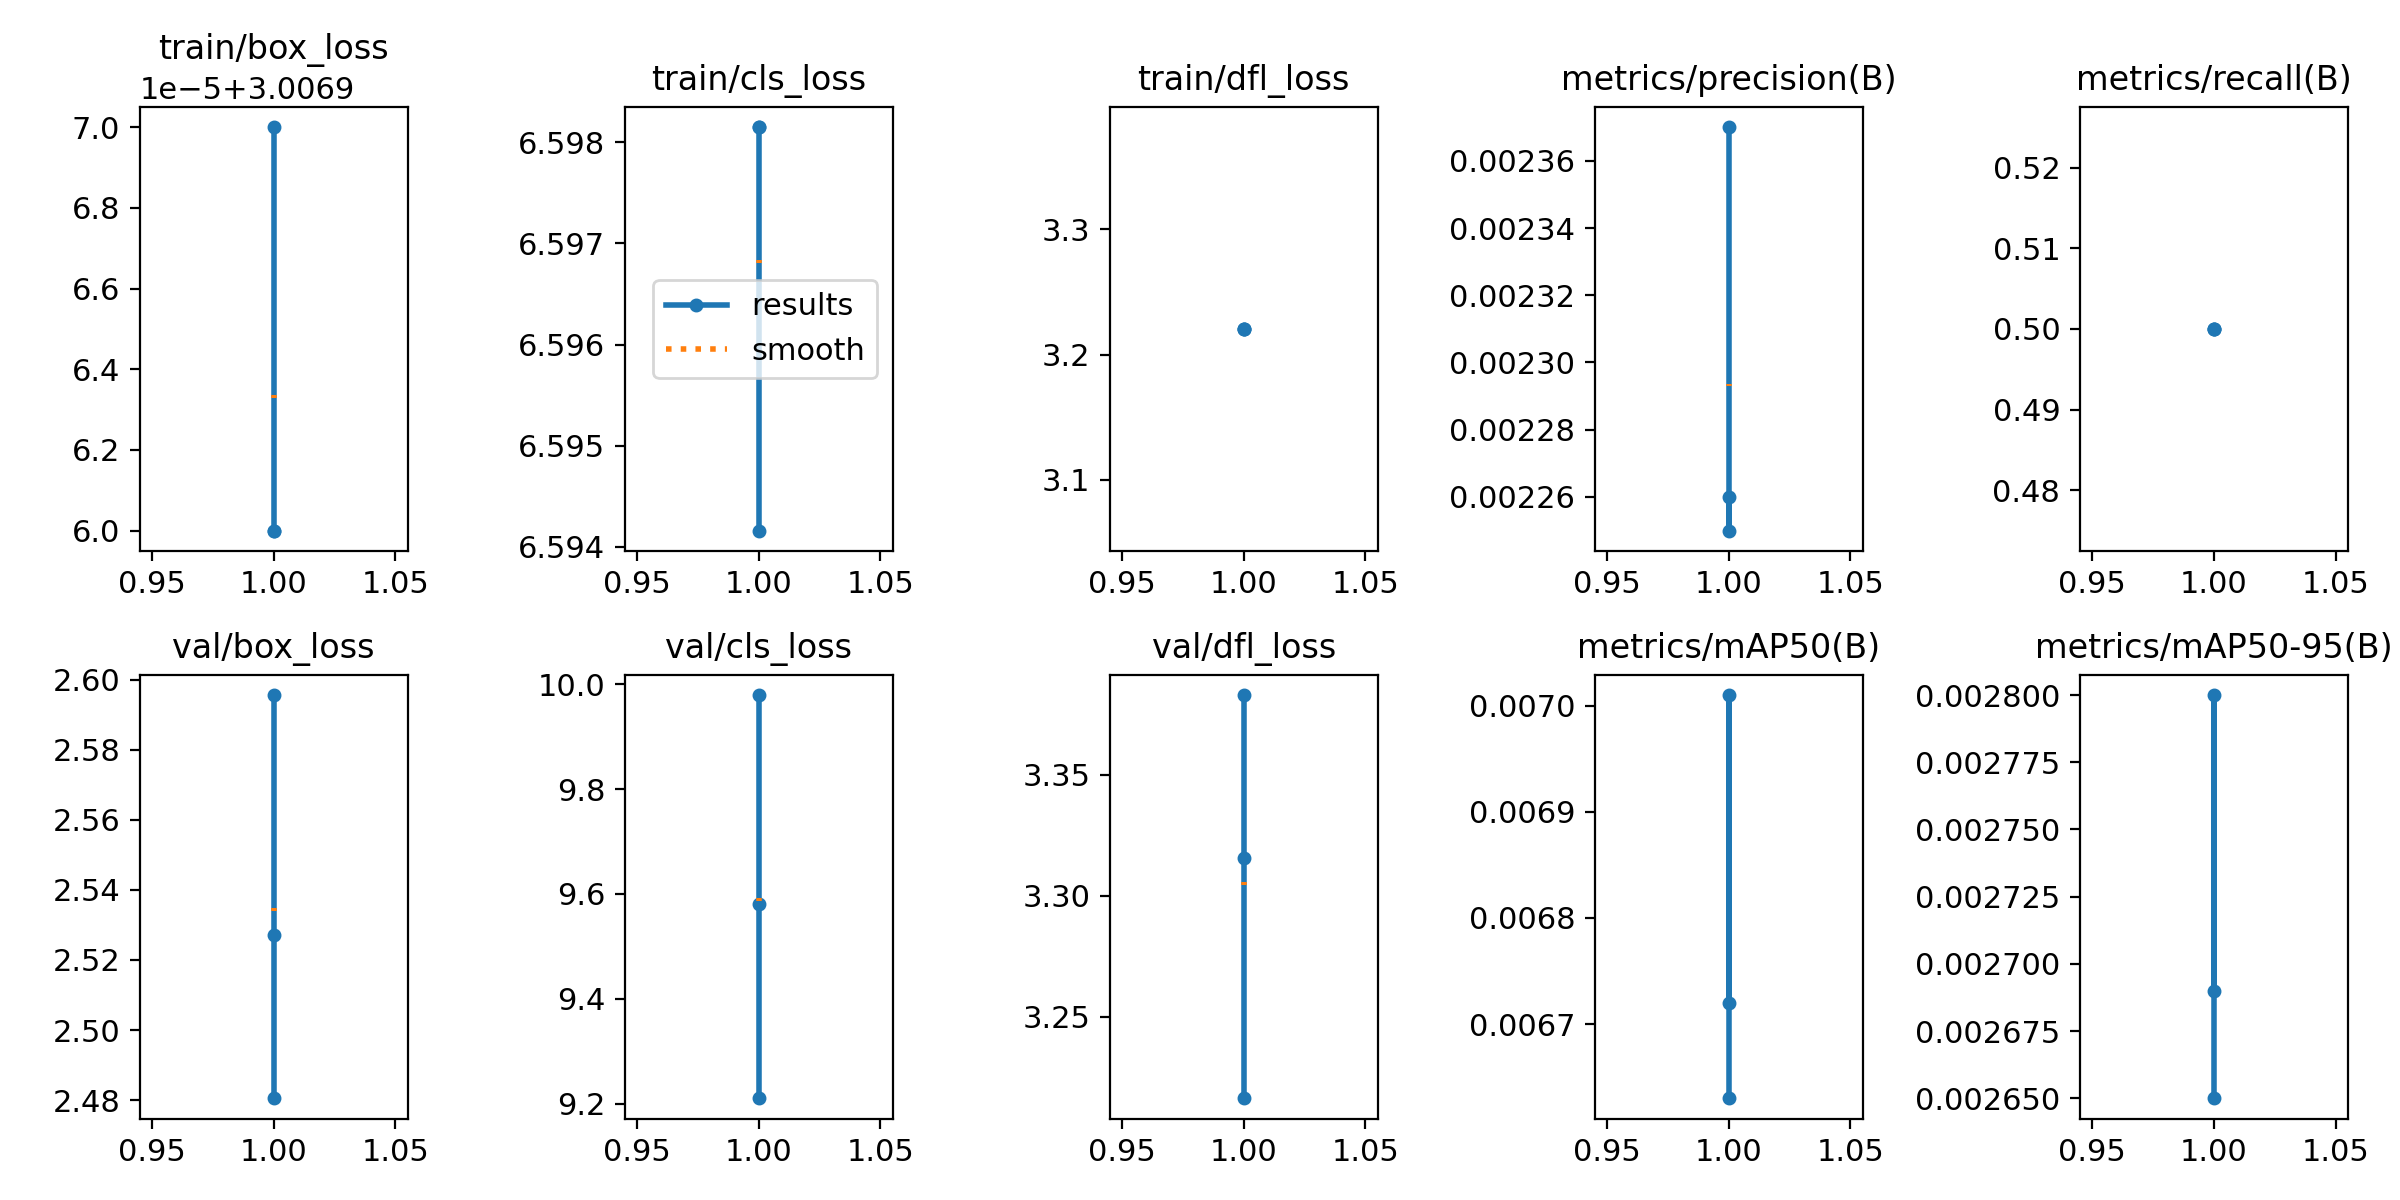 train/box_loss
1e−5+3.0069
7.0
6.8
6.6
6.4
6.2
6.0
0.95 1.00 1.05
train/cls_loss
6.598
6.597
6.596
6.595
6.594
results
smooth
0.95 1.00 1.05
train/dfl_loss
3.3
3.2
3.1
0.95 1.00 1.05
metrics/precision(B)
0.00236
0.00234
0.00232
0.00230
0.00228
0.00226
0.95 1.00 1.05
metrics/recall(B)
0.52
0.51
0.50
0.49
0.48
0.95 1.00 1.05
val/box_loss
2.60
2.58
2.56
2.54
2.52
2.50
2.48
0.95 1.00 1.05
val/cls_loss
10.0
9.8
9.6
9.4
9.2
0.95 1.00 1.05
val/dfl_loss
3.35
3.30
3.25
0.95 1.00 1.05
metrics/mAP50(B)
0.0070
0.0069
0.0068
0.0067
0.95 1.00 1.05
metrics/mAP50-95(B)
0.002800
0.002775
0.002750
0.002725
0.002700
0.002675
0.002650
0.95 1.00 1.05